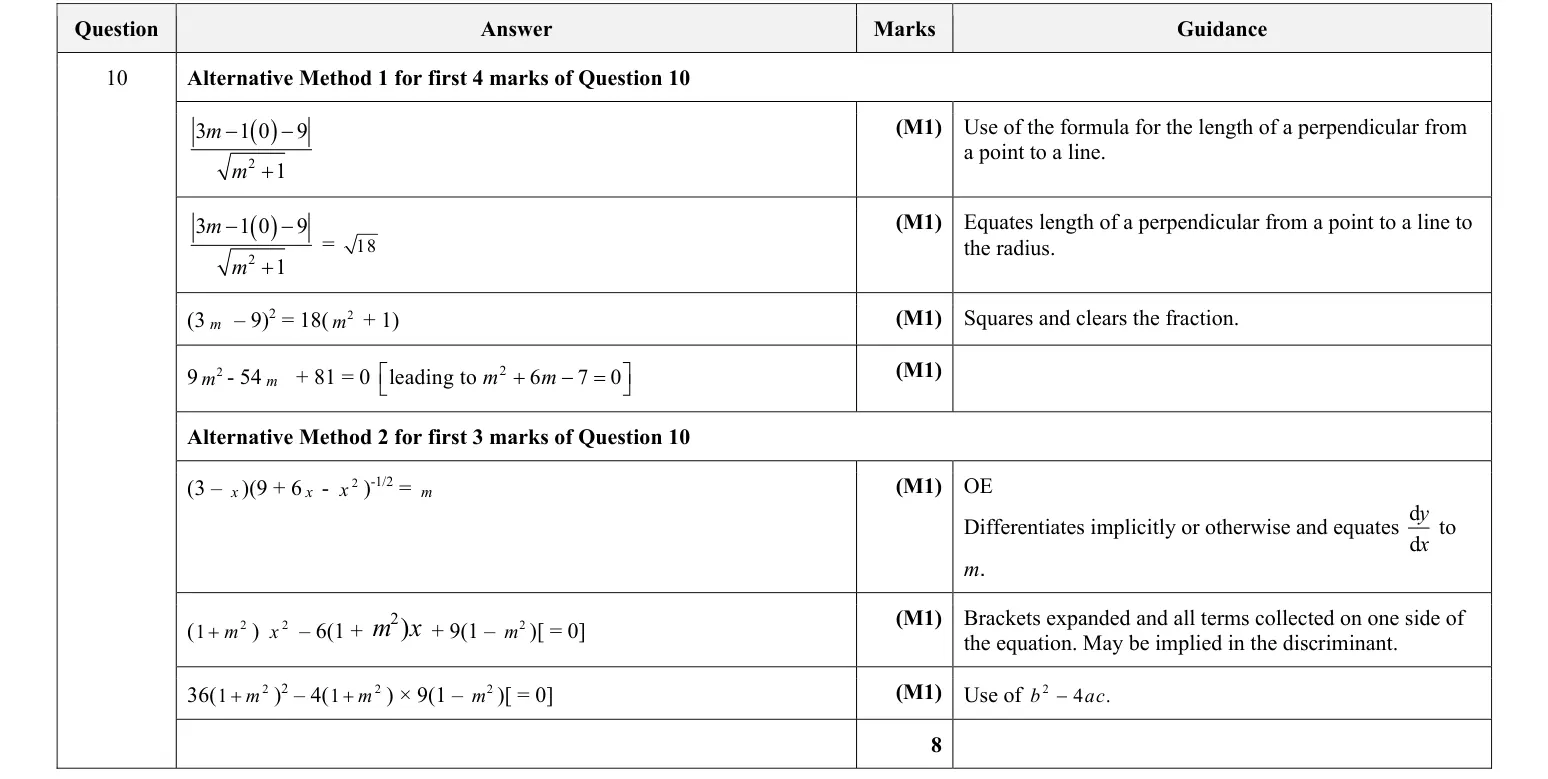 Question Answer Marks Guidance
10 Alternative Method 1 for first 4 marks of Question 10
|3m − 1(0) − 9| / √(m² + 1) (M1) Use of the formula for the length of a perpendicular from
a point to a line.
|3m − 1(0) − 9| / √(m² + 1) = √18 (M1) Equates length of a perpendicular from a point to a line to
the radius.
(3m – 9)² = 18(m² + 1) (M1) Squares and clears the fraction.
9m² - 54m + 81 = 0 [leading to m² + 6m − 7 = 0] (M1)
Alternative Method 2 for first 3 marks of Question 10
(3 – x)(9 + 6x - x²)^-1/2 = m (M1) OE
Differentiates implicitly or otherwise and equates dy/dx to
m.
(1 + m²) x² – 6(1 + m²)x + 9(1 – m²)[ = 0] (M1) Brackets expanded and all terms collected on one side of
the equation. May be implied in the discriminant.
36(1 + m²)² – 4(1 + m²) × 9(1 – m²)[ = 0] (M1) Use of b² − 4ac.
8